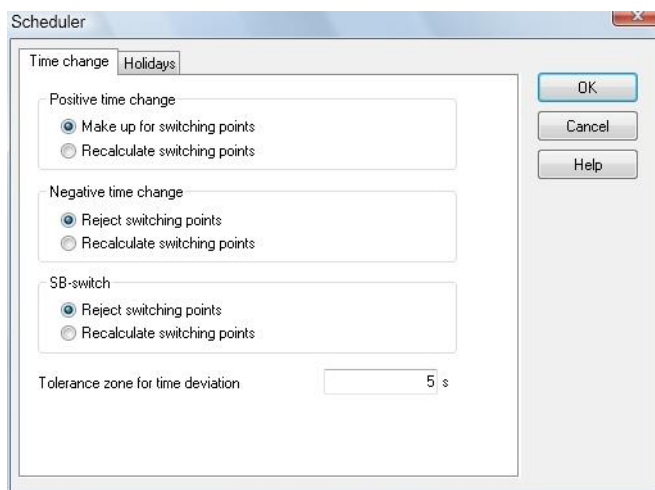 Scheduler
Time change
Holidays
Positive time change
Make up for switching points
Recalculate switching points
Negative time change
Reject switching points
Recalculate switching points
SB-switch
Reject switching points
Recalculate switching points
Tolerance zone for time deviation 5 s
OK
Cancel
Help